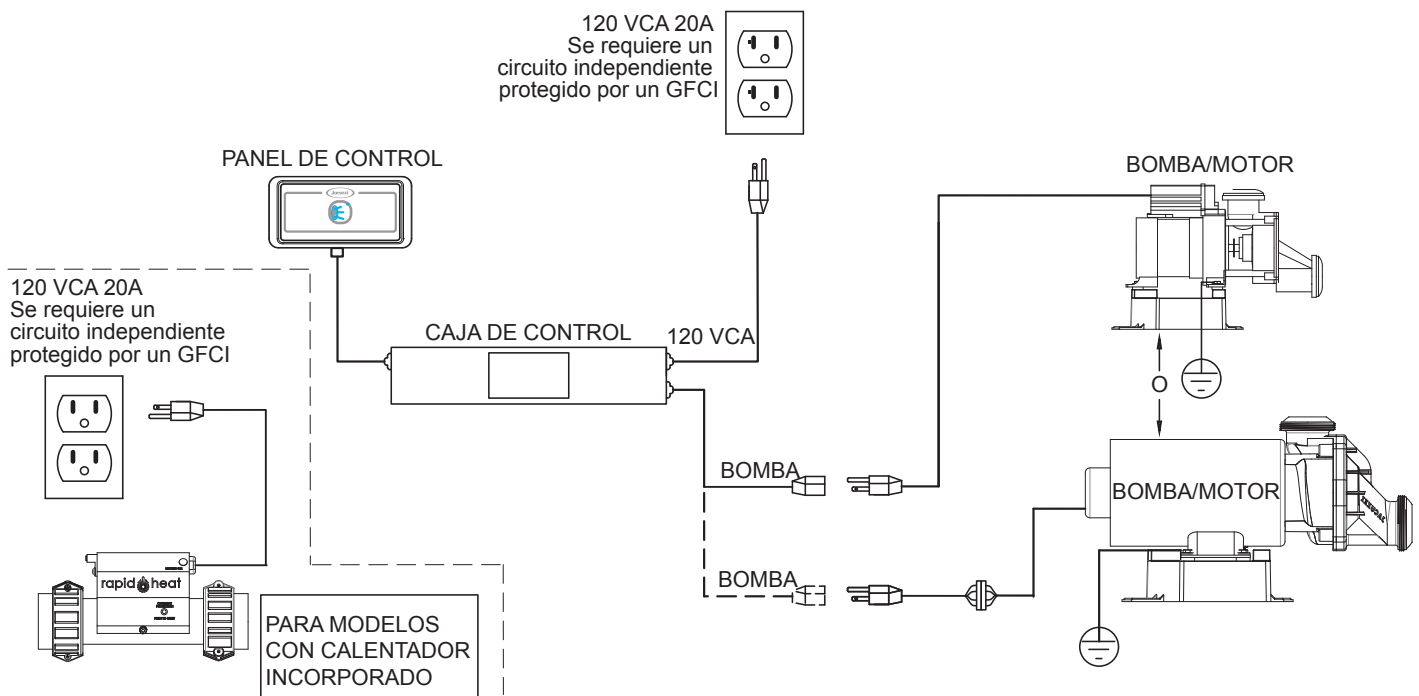 120 VCA 20A
Se requiere un
circuito independiente
protegido por un GFCI
PANEL DE CONTROL
BOMBA/MOTOR
120 VCA 20A
Se requiere un
circuito independiente
protegido por un GFCI
CAJA DE CONTROL
120 VCA
O
BOMBA
BOMBA/MOTOR
BOMBA
rapid heat
PARA MODELOS
CON CALENTADOR
INCORPORADO